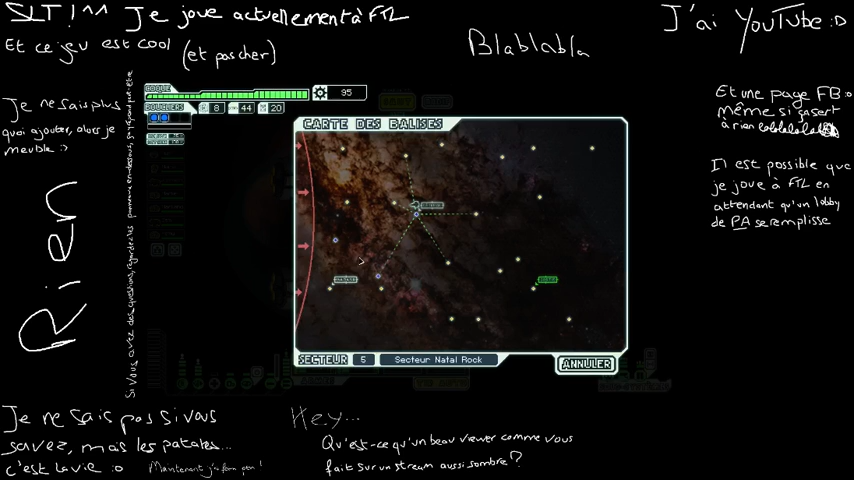 SLT !^^ Je joue actuellement à FTL
Et ce jeu est cool (et pas cher)
Blablabla
J'ai YouTube :D
Je ne sais plus
quoi ajouter, alors je
meuble :)
Rien
Si vous avez des questions,
Et une page FB :o
même si ça sert
à rien
Il est possible que
je joue à FTL en
attendant qu'un lobby
de PA se remplisse
COQUE
95
BOUCLIERS
8
44
20
CARTE DES BALISES
SECTEUR 5 Secteur Natal Rock
ANNULER
Je ne sais pas si vous
savez, mais les patates...
c'est la vie :o
Hey...
Qu'est-ce qu'un beau viewer comme vous
fait sur un stream aussi sombre ?